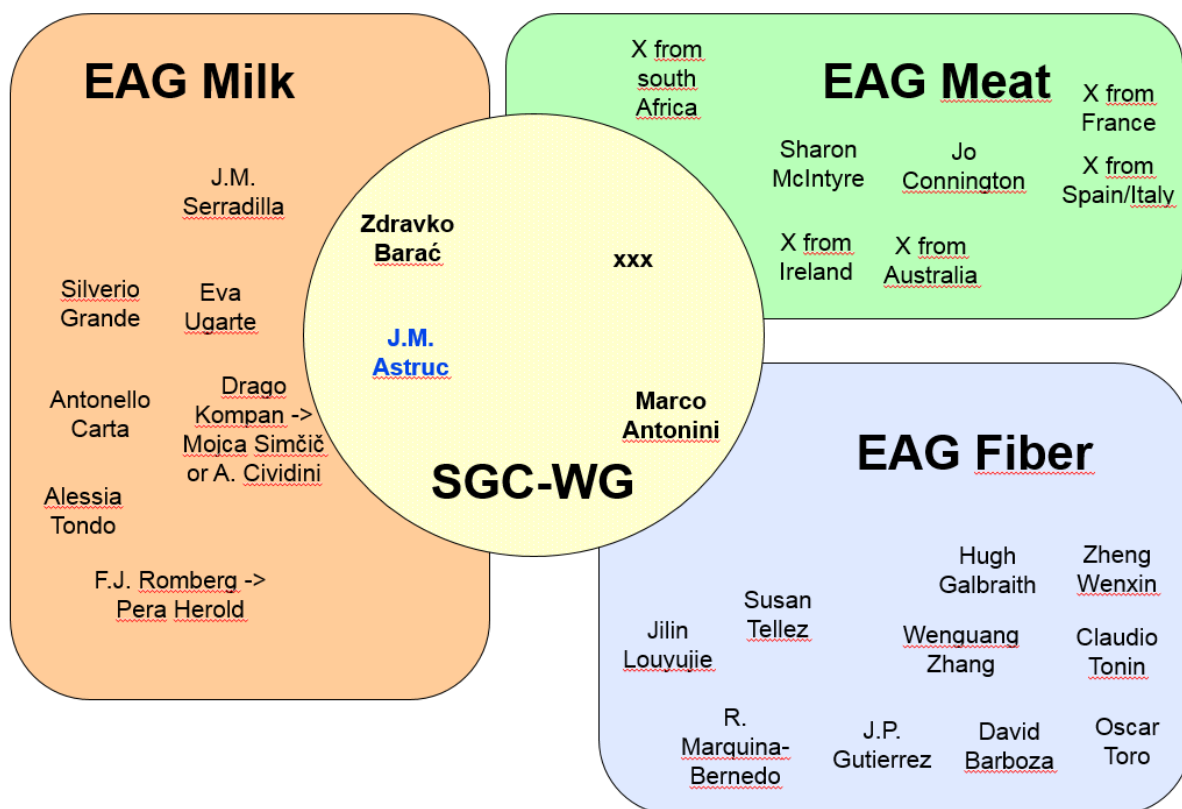 EAG Milk
J.M.
Serradilla
Silverio
Grande
Eva
Ugarte
Antonello
Carta
Drago
Kompan ->
Mojca Simčič
or A. Cividini
Alessia
Tondo
F.J. Romberg ->
Pera Herold
Zdravko
Barać
xxx
J.M.
Astruc
Marco
Antonini
SGC-WG
X from
south
Africa
EAG Meat
X from
France
Sharon
McIntyre
Jo
Connington
X from
Spain/Italy
X from
Ireland
X from
Australia
EAG Fiber
Hugh
Galbraith
Zheng
Wenxin
Susan
Tellez
Jilin
Louyujie
Wenguang
Zhang
Claudio
Tonin
R.
Marquina-
Bernedo
J.P.
Gutierrez
David
Barboza
Oscar
Toro